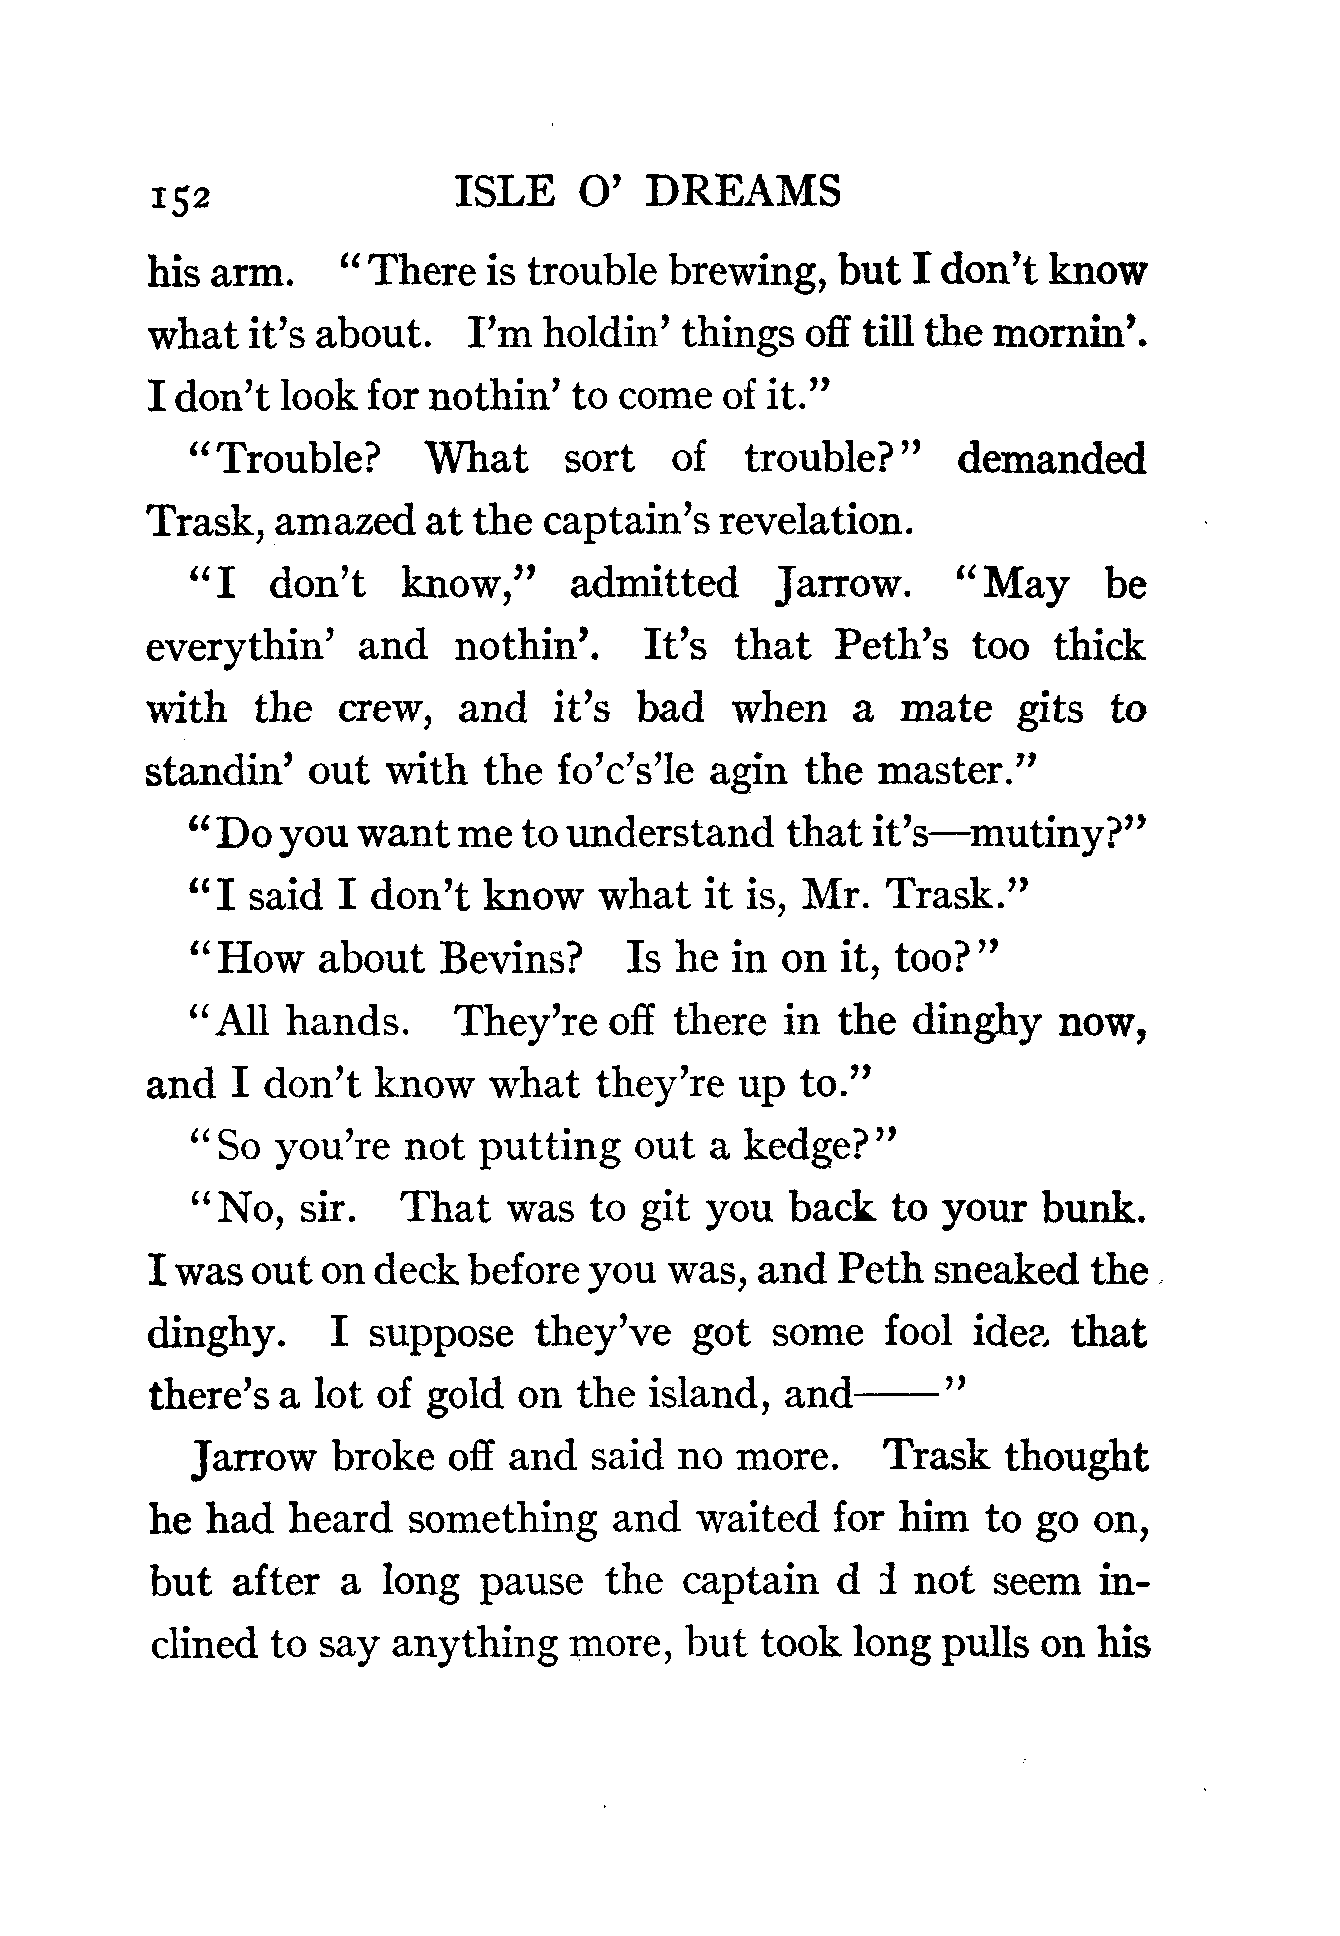 152 ISLE O' DREAMS
his arm. “There is trouble brewing, but I don't know
what it's about. I'm holdin' things off till the mornin'.
I don't look for nothin' to come of it.”
“Trouble? What sort of trouble?” demanded
Trask, amazed at the captain's revelation.
“I don't know,” admitted Jarrow. “May be
everythin' and nothin'. It's that Peth's too thick
with the crew, and it's bad when a mate gits to
standin' out with the fo'c's'le agin the master.”
“Do you want me to understand that it's—mutiny?”
“I said I don't know what it is, Mr. Trask.”
“How about Bevins? Is he in on it, too?”
“All hands. They're off there in the dinghy now,
and I don't know what they're up to.”
“So you're not putting out a kedge?”
“No, sir. That was to git you back to your bunk.
I was out on deck before you was, and Peth sneaked the
dinghy. I suppose they've got some fool idea that
there's a lot of gold on the island, and——”
Jarrow broke off and said no more. Trask thought
he had heard something and waited for him to go on,
but after a long pause the captain d d not seem in-
clined to say anything more, but took long pulls on his